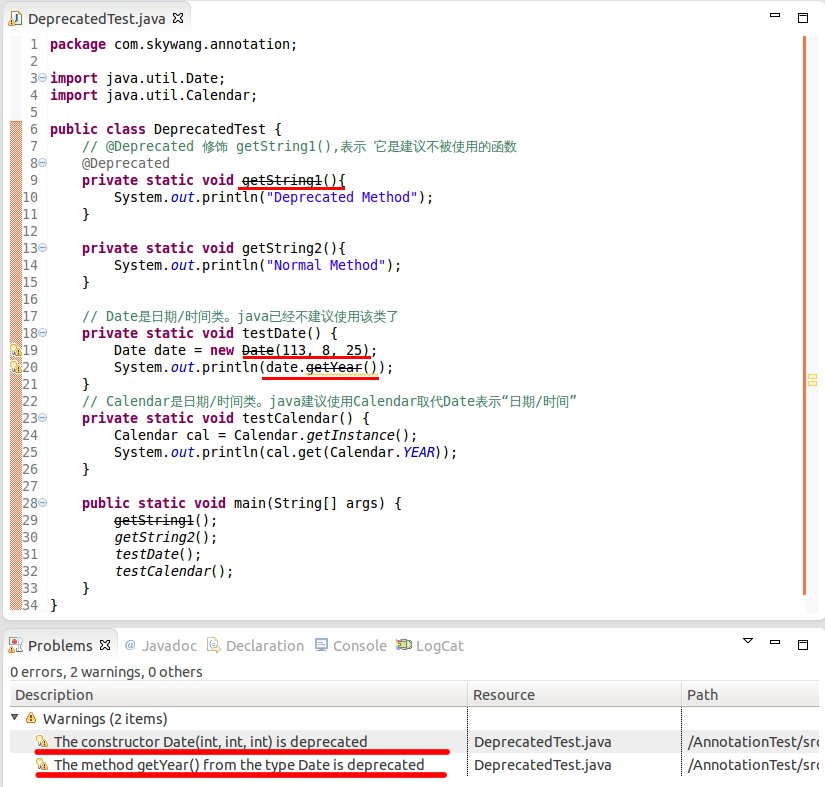 DeprecatedTest.java
1 package com.skywang.annotation;
2
3 import java.util.Date;
4 import java.util.Calendar;
5
6 public class DeprecatedTest {
7     // @Deprecated 修饰 getString1(),表示 它是建议不被使用的函数
8     @Deprecated
9     private static void getString1(){
10         System.out.println("Deprecated Method");
11     }
12
13     private static void getString2(){
14         System.out.println("Normal Method");
15     }
16
17     // Date是日期/时间类。java已经不建议使用该类了
18     private static void testDate() {
19         Date date = new Date(113, 8, 25);
20         System.out.println(date.getYear());
21     }
22     // Calendar是日期/时间类。java建议使用Calendar取代Date表示“日期/时间”
23     private static void testCalendar() {
24         Calendar cal = Calendar.getInstance();
25         System.out.println(cal.get(Calendar.YEAR));
26     }
27
28     public static void main(String[] args) {
29         getString1();
30         getString2();
31         testDate();
32         testCalendar();
33     }
34 }
Problems @ Javadoc Declaration Console LogCat
0 errors, 2 warnings, 0 others
Description Resource Path
Warnings (2 items)
The constructor Date(int, int, int) is deprecated DeprecatedTest.java /AnnotationTest/src
The method getYear() from the type Date is deprecated DeprecatedTest.java /AnnotationTest/src